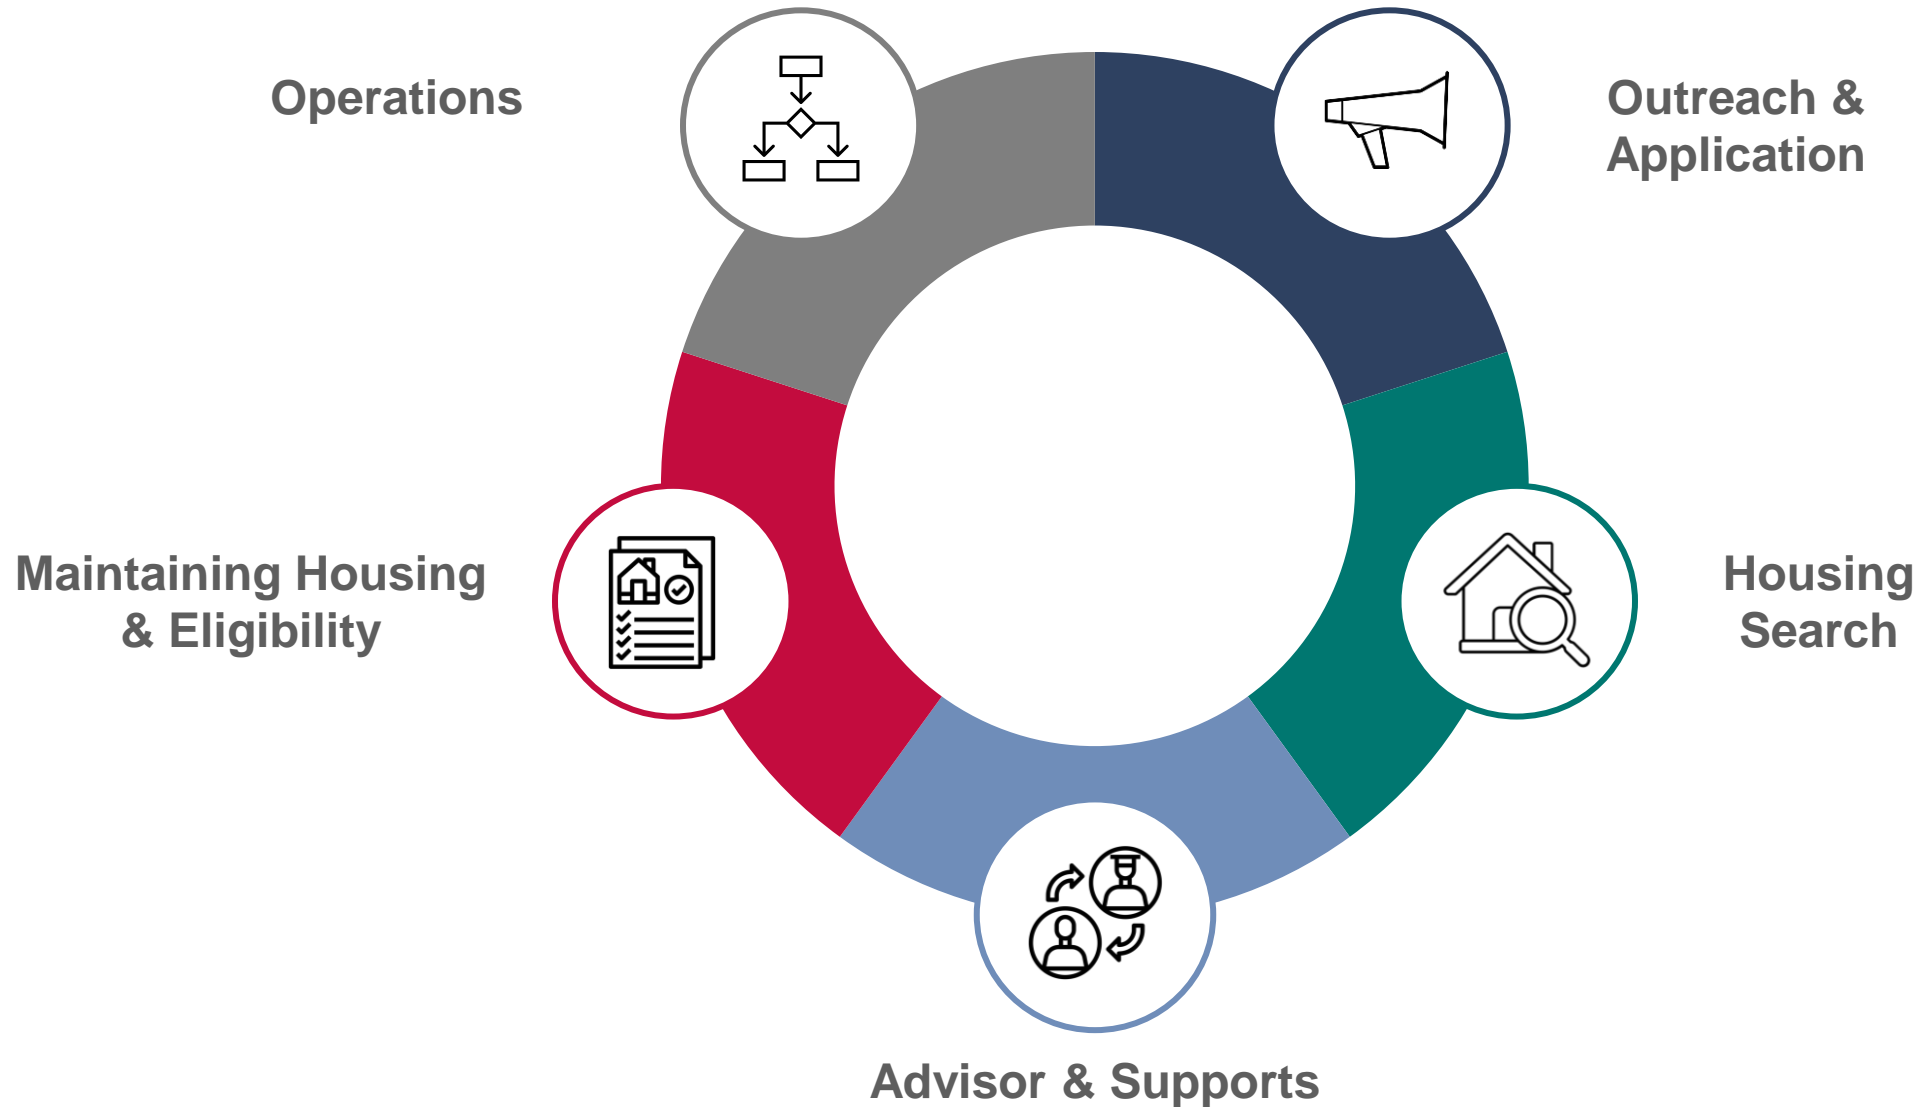 Operations
Outreach &
Application
Maintaining Housing
& Eligibility
Housing
Search
Advisor & Supports